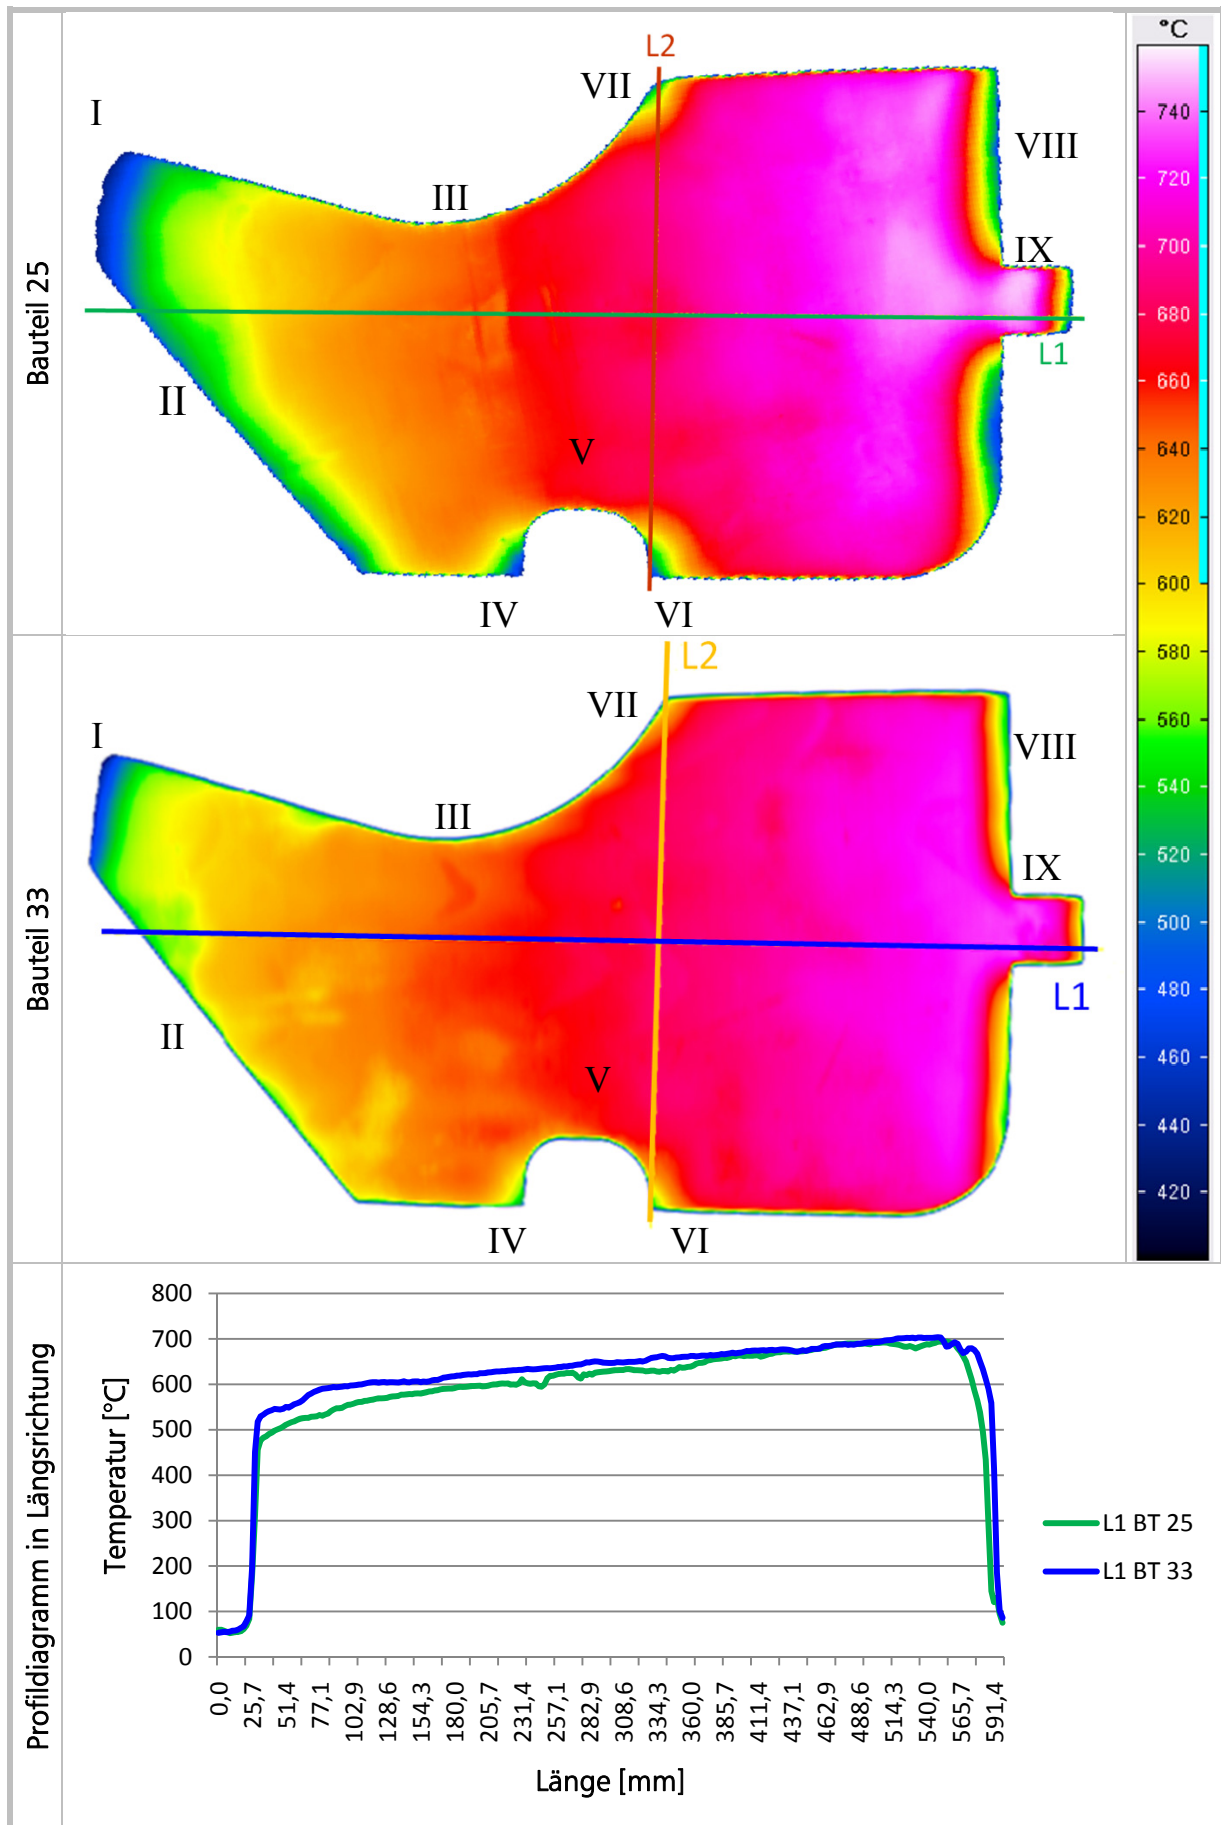 Bauteil 25
L2
VII
I
VIII
III
IX
L1
II
V
IV
VI
°C
740
720
700
680
660
640
620
600
580
560
540
520
500
480
460
440
420
Bauteil 33
L2
VII
I
VIII
III
IX
L1
II
V
IV
VI
Profildiagramm in Längsrichtung
Temperatur [°C]
800
700
600
500
400
300
200
100
0
0,0
25,7
51,4
77,1
102,9
128,6
154,3
180,0
205,7
231,4
257,1
282,9
308,6
334,3
360,0
385,7
411,4
437,1
462,9
488,6
514,3
540,0
565,7
591,4
Länge [mm]
L1 BT 25
L1 BT 33